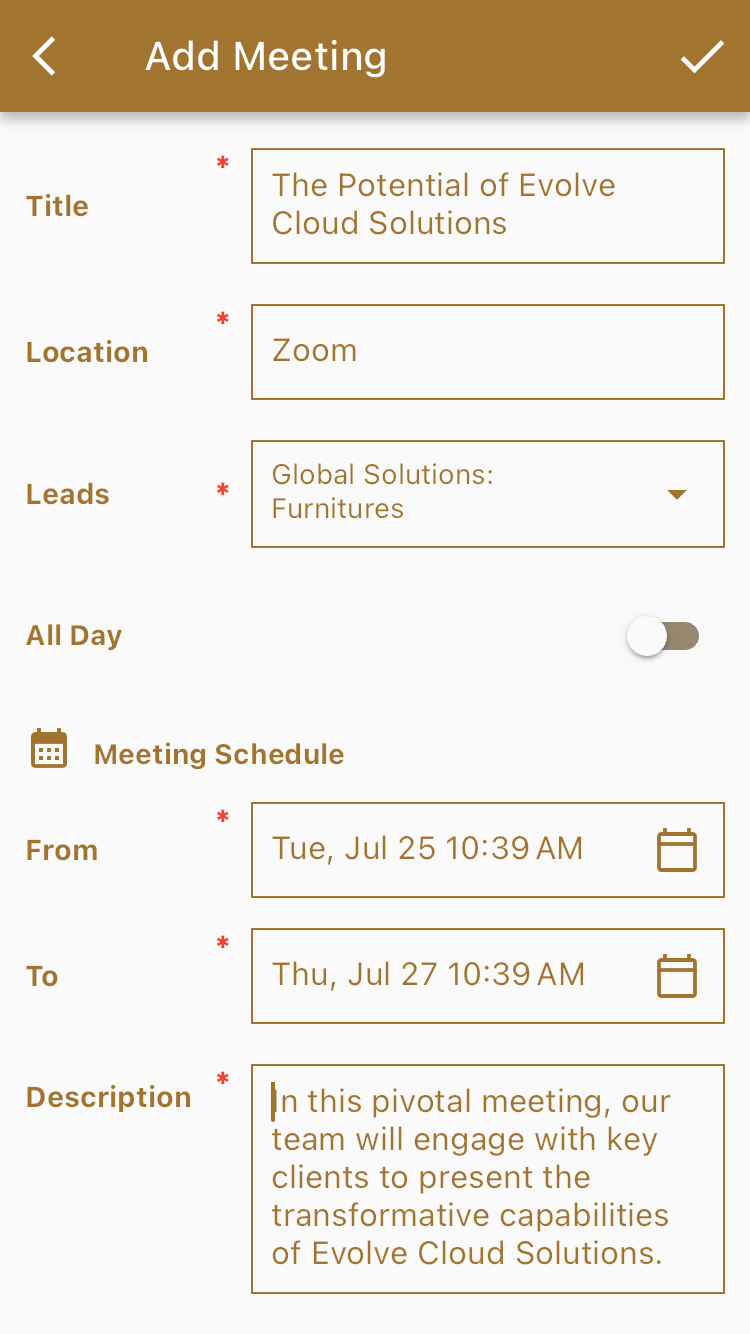 Add Meeting
*
Title
The Potential of Evolve
Cloud Solutions
*
Location
Zoom
Leads
*
Global Solutions:
Furnitures
All Day
Meeting Schedule
*
From
Tue, Jul 25 10:39 AM
*
To
Thu, Jul 27 10:39 AM
*
Description
In this pivotal meeting, our
team will engage with key
clients to present the
transformative capabilities
of Evolve Cloud Solutions.